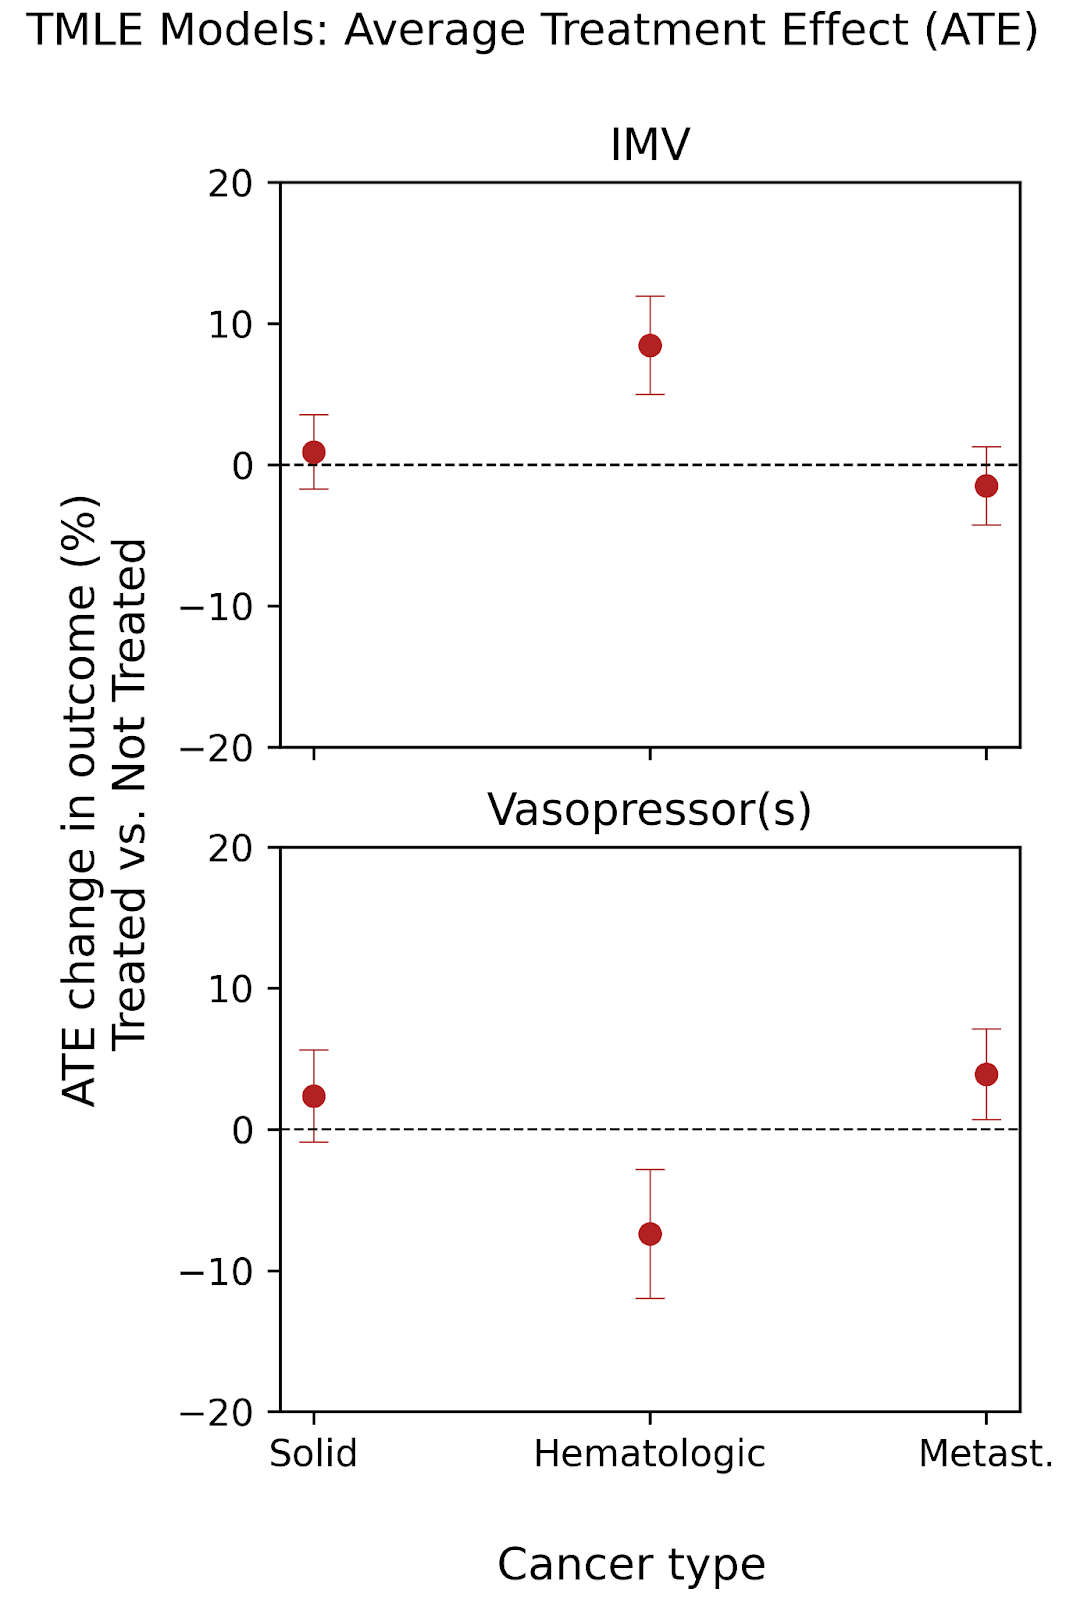 TMLE Models: Average Treatment Effect (ATE)
IMV
20
10
0
−10
−20
ATE change in outcome (%)
Treated vs. Not Treated
Vasopressor(s)
20
10
0
−10
−20
Solid Hematologic Metast.
Cancer type